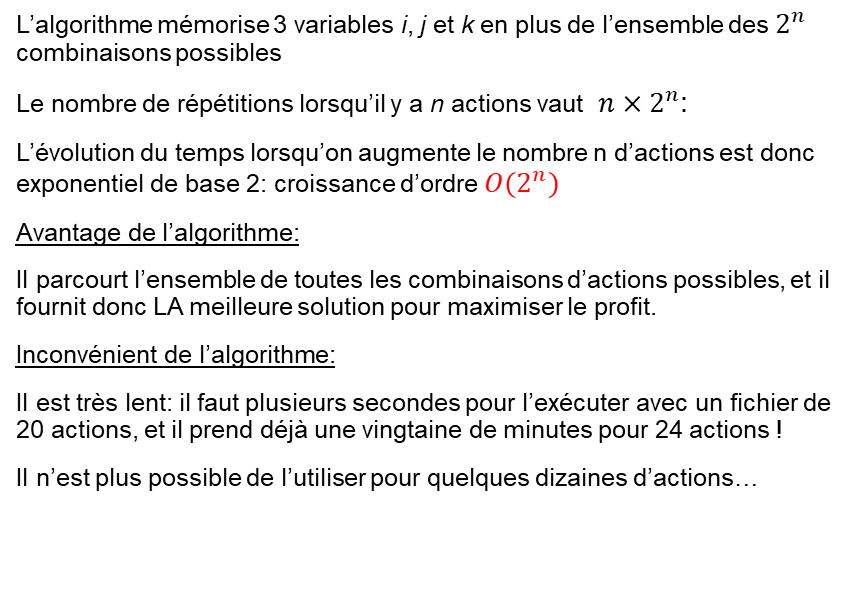 L’algorithme mémorise 3 variables i, j et k en plus de l’ensemble des 2ⁿ
combinaisons possibles
Le nombre de répétitions lorsqu’il y a n actions vaut n × 2ⁿ:
L’évolution du temps lorsqu’on augmente le nombre n d’actions est donc
exponentiel de base 2: croissance d’ordre O(2ⁿ)
Avantage de l’algorithme:
Il parcourt l’ensemble de toutes les combinaisons d’actions possibles, et il
fournit donc LA meilleure solution pour maximiser le profit.
Inconvénient de l’algorithme:
Il est très lent: il faut plusieurs secondes pour l’exécuter avec un fichier de
20 actions, et il prend déjà une vingtaine de minutes pour 24 actions !
Il n’est plus possible de l’utiliser pour quelques dizaines d’actions…